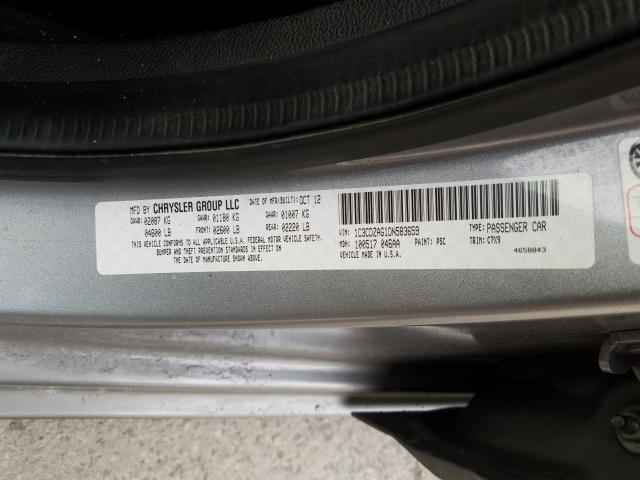 MFD BY CHRYSLER GROUP LLC DATE OF MFR(BUILT): OCT 12
GVWR: 02087 KG GAWR: 01180 KG GAWR: 01007 KG
04600 LB FRONT: 02600 LB REAR: 02220 LB
THIS VEHICLE CONFORMS TO ALL APPLICABLE U.S.A. FEDERAL MOTOR VEHICLE SAFETY,
BUMPER AND THEFT PREVENTION STANDARDS IN EFFECT ON
THE DATE OF MANUFACTURE SHOWN ABOVE.
VIN: 1C3CDZAG1DN583659 TYPE: PASSENGER CAR
MDH: 100517 046AA PAINT: PSC TRIM: C7X9
VEHICLE MADE IN U.S.A. 4658843